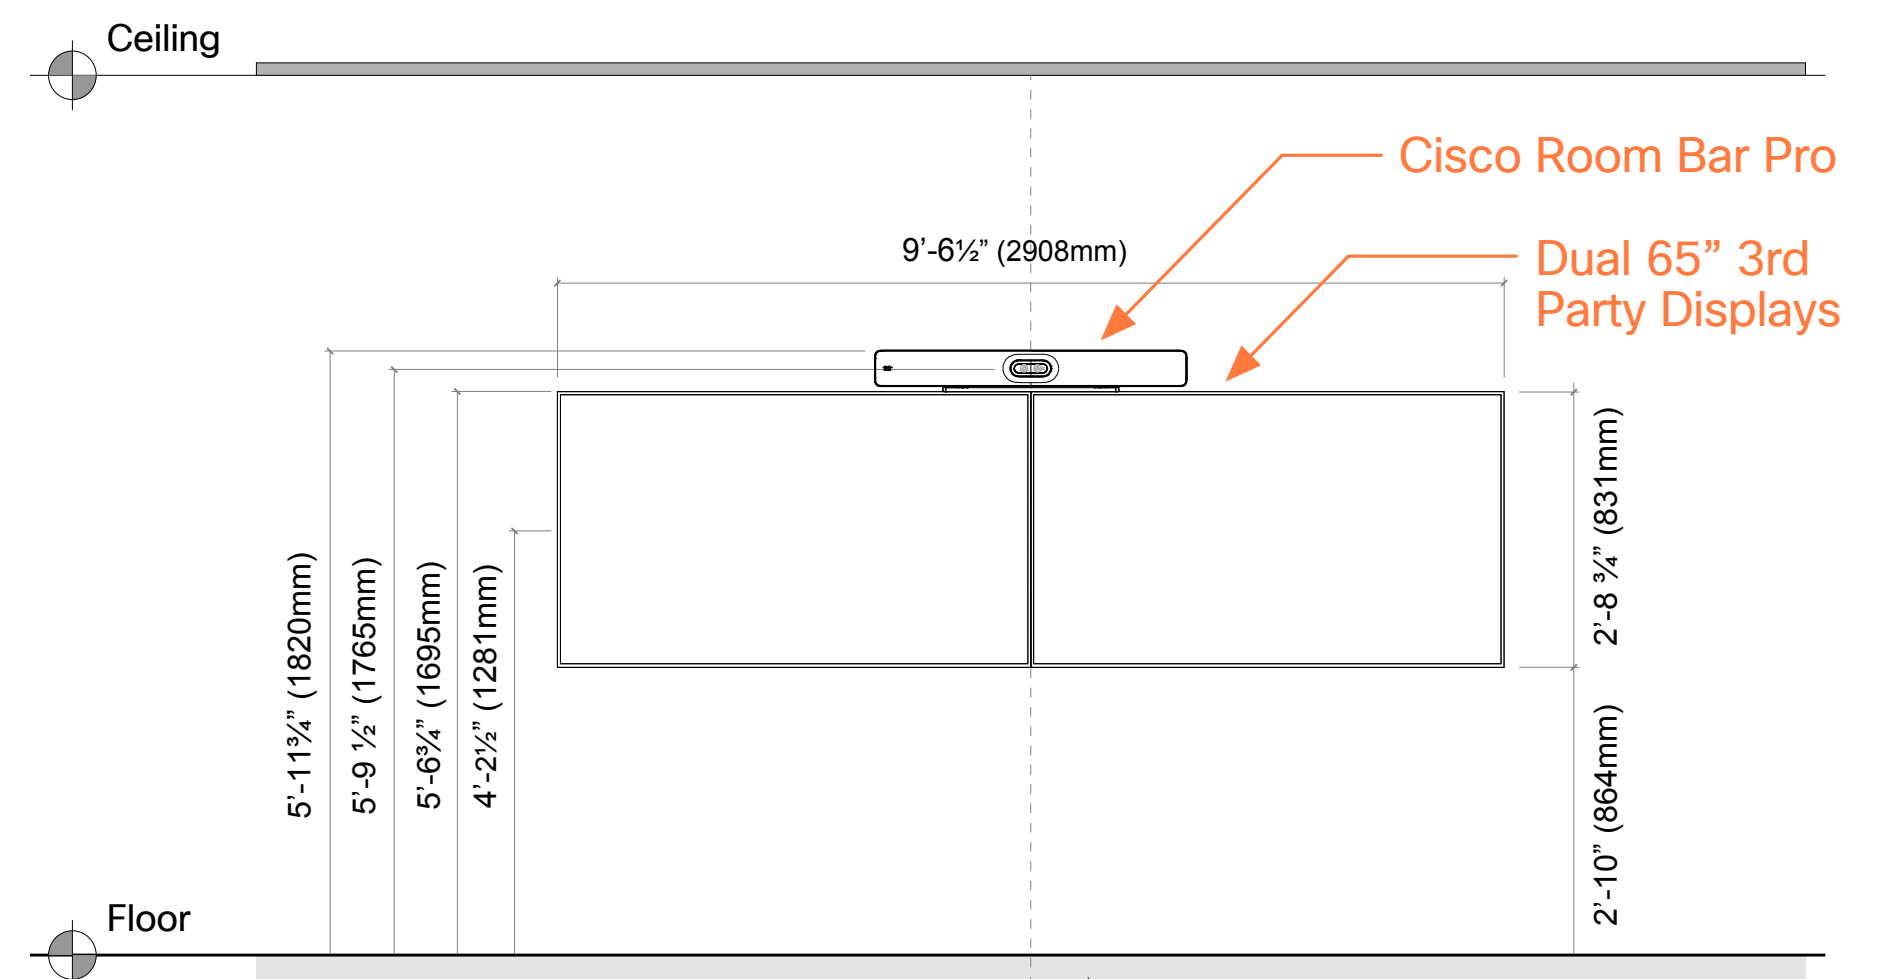 Ceiling
Cisco Room Bar Pro
9’-6½” (2908mm)
Dual 65” 3rd
Party Displays
5’-11¾” (1820mm)
5’-9 ½” (1765mm)
5’-6¾” (1695mm)
4’-2½” (1281mm)
2’-8 ¾” (831mm)
2’-10” (864mm)
Floor